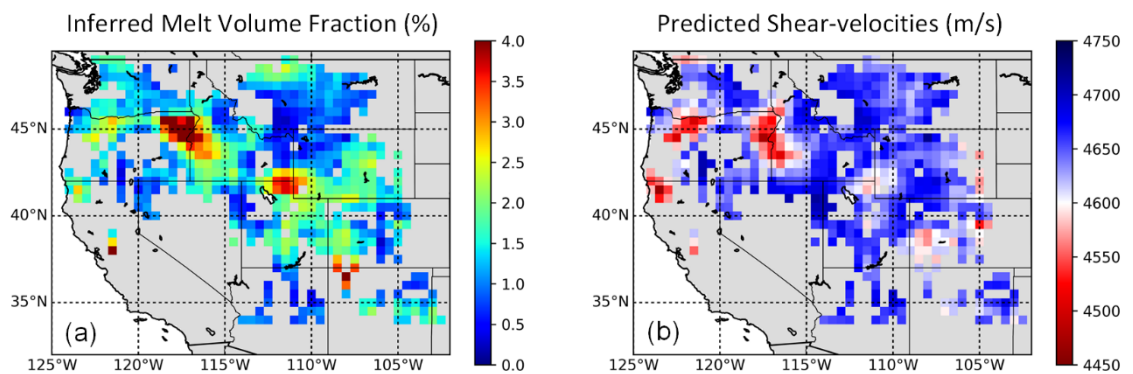 Inferred Melt Volume Fraction (%)
45°N
40°N
35°N
125°W
120°W
115°W
110°W
105°W
(a)
4.0
3.5
3.0
2.5
2.0
1.5
1.0
0.5
0.0
Predicted Shear-velocities (m/s)
45°N
40°N
35°N
125°W
120°W
115°W
110°W
105°W
(b)
4750
4700
4650
4600
4550
4500
4450